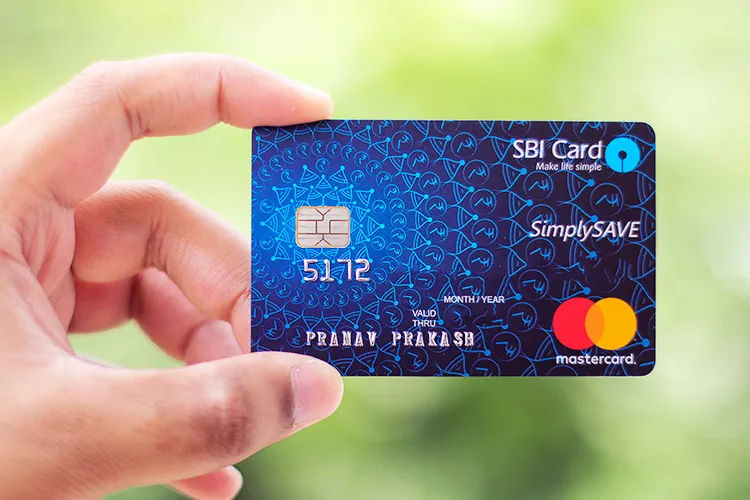 SBI Card
Make life simple
SimplySAVE
5172
MONTH / YEAR
VALID
THRU
PRANAV PRAKASH
mastercard.